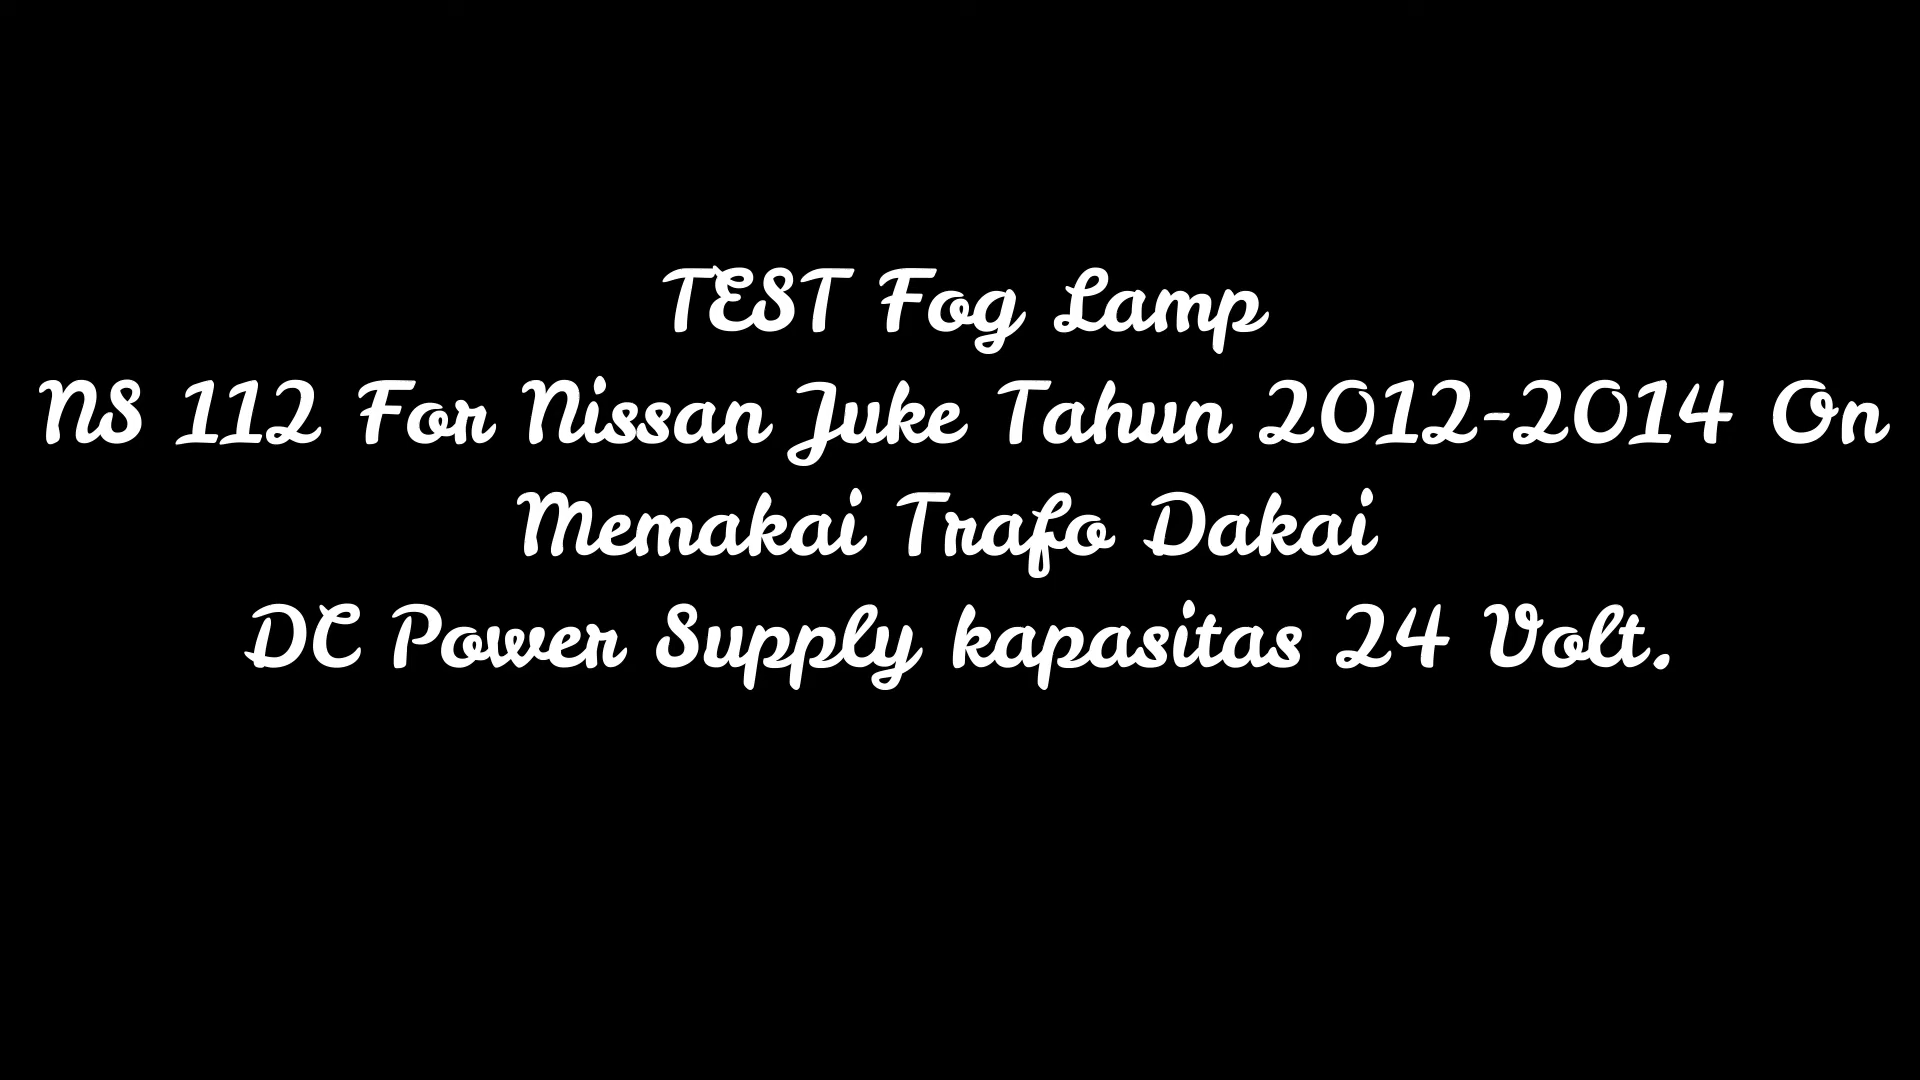 TEST Fog Lamp
NS 112 For Nissan Juke Tahun 2012-2014 On
Memakai Trafo Dakai
DC Power Supply kapasitas 24 Volt.